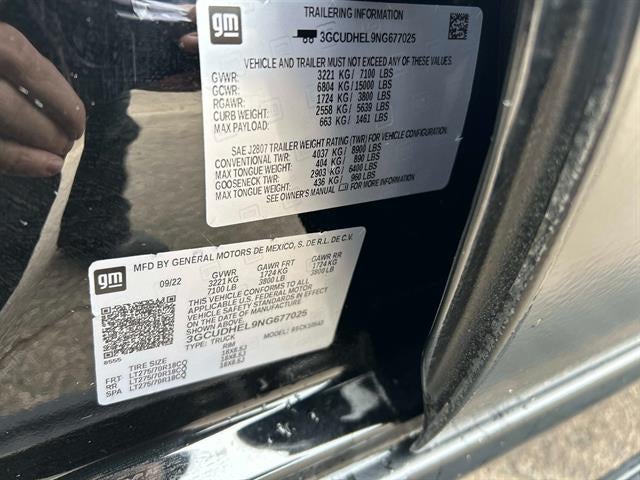 gm
TRAILERING INFORMATION
3GCUDHEL9NG677025
VEHICLE AND TRAILER MUST NOT EXCEED ANY OF THESE VALUES.
GVWR: 3221 KG/ 7100 LBS
GCWR: 6804 KG/ 15000 LBS
RGAWR: 1724 KG/ 3800 LBS
CURB WEIGHT: 2558 KG/ 5639 LBS
MAX PAYLOAD: 663 KG/ 1461 LBS
SAE J2807 TRAILER WEIGHT RATING (TWR) FOR VEHICLE CONFIGURATION.
CONVENTIONAL TWR: 4037 KG/ 8900 LBS
MAX TONGUE WEIGHT: 404 KG/ 890 LBS
GOOSENECK TWR: 2903 KG/ 6400 LBS
MAX TONGUE WEIGHT: 436 KG/ 960 LBS
SEE OWNER'S MANUAL FOR MORE INFORMATION
gm
MFD BY GENERAL MOTORS DE MEXICO, S. DE R.L. DE C.V.
09/22 GVWR GAWR FRT GAWR RR
3221 KG 1724 KG 1724 KG
7100 LB 3800 LB 3800 LB
THIS VEHICLE CONFORMS TO ALL
APPLICABLE U.S. FEDERAL MOTOR
VEHICLE SAFETY STANDARDS IN EFFECT
ON THE DATE OF MANUFACTURE
SHOWN ABOVE.
3GCUDHEL9NG677025
TYPE: TRUCK MODEL:
8555
TIRE SIZE RIM
FRT LT275/70R18CQ 18X8.5J
RR LT275/70R18CQ 18X8.5J
SPA LT275/70R18CQ 18X8.5J